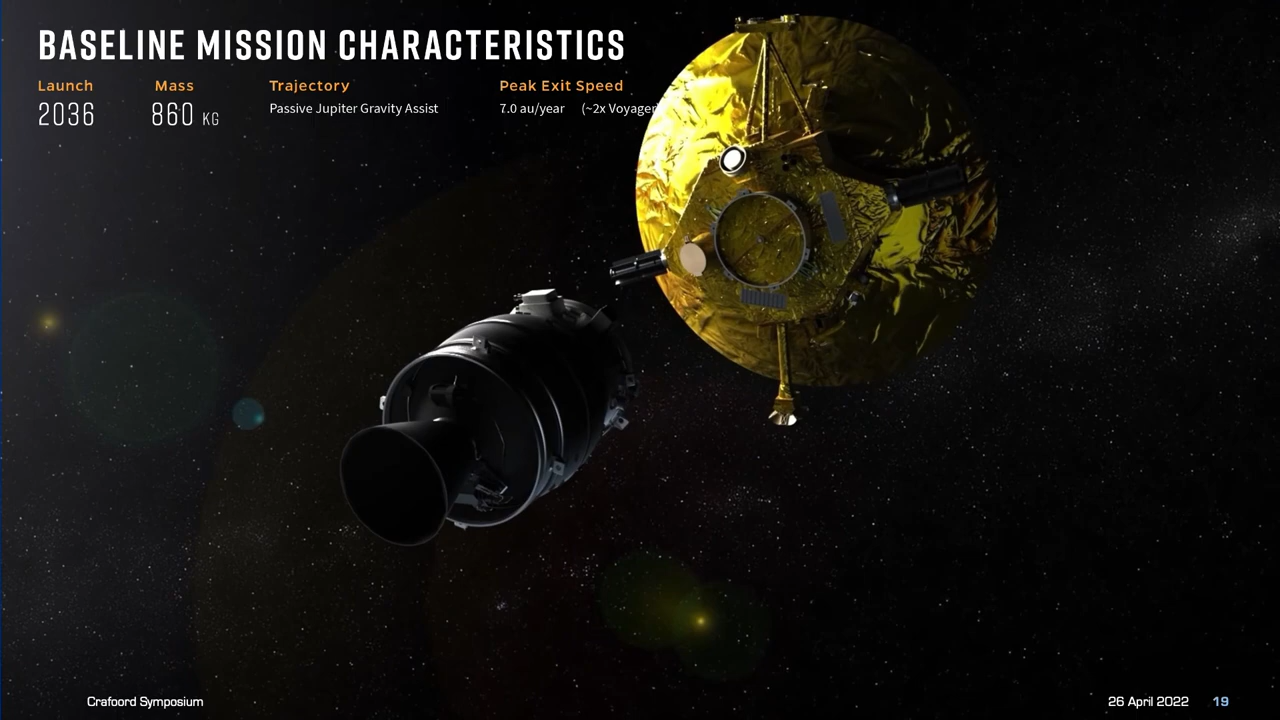 BASELINE MISSION CHARACTERISTICS
Launch Mass Trajectory Peak Exit Speed
2036 860 KG Passive Jupiter Gravity Assist 7.0 au/year (~2x Voyager
Crafoord Symposium 26 April 2022 19